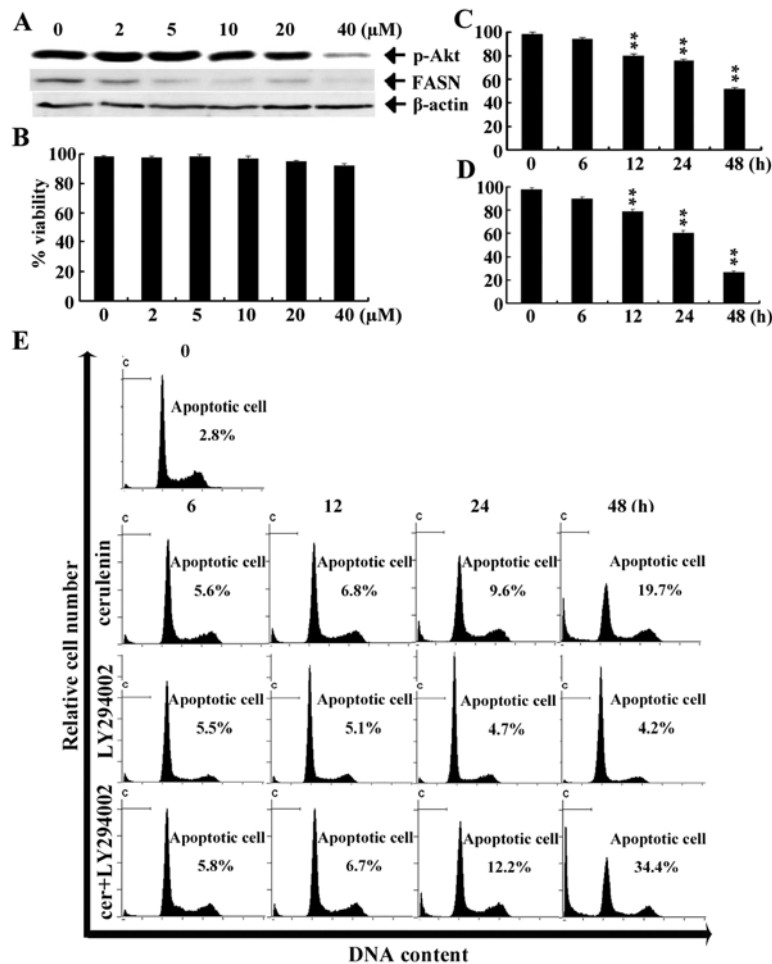 A
0 2 5 10 20 40 (µM)
p-Akt
FASN
β-actin
B
% viability
100
80
60
40
20
0
0 2 5 10 20 40 (µM)
C
100
80
60
40
20
0
** ** **
0 6 12 24 48 (h)
D
100
80
60
40
20
0
** ** **
0 6 12 24 48 (h)
E
Relative cell number
0
C
Apoptotic cell
2.8%
6 12 24 48 (h)
cerulenin
C C C C
Apoptotic cell Apoptotic cell Apoptotic cell Apoptotic cell
5.6% 6.8% 9.6% 19.7%
LY294002
C C C C
Apoptotic cell Apoptotic cell Apoptotic cell Apoptotic cell
5.5% 5.1% 4.7% 4.2%
cer+LY294002
C C C C
Apoptotic cell Apoptotic cell Apoptotic cell Apoptotic cell
5.8% 6.7% 12.2% 34.4%
DNA content